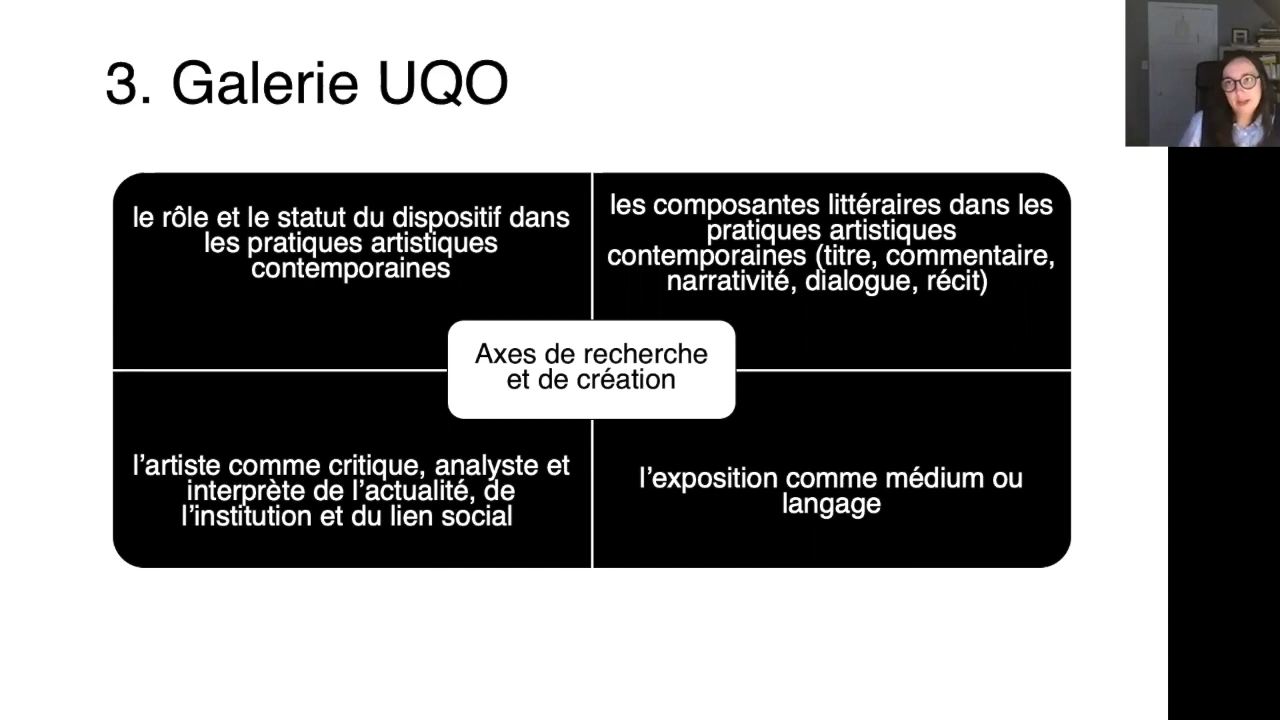 3. Galerie UQO
le rôle et le statut du dispositif dans
les pratiques artistiques
contemporaines
les composantes littéraires dans les
pratiques artistiques
contemporaines (titre, commentaire,
narrativité, dialogue, récit)
Axes de recherche
et de création
l’artiste comme critique, analyste et
interprète de l’actualité, de
l’institution et du lien social
l’exposition comme médium ou
langage